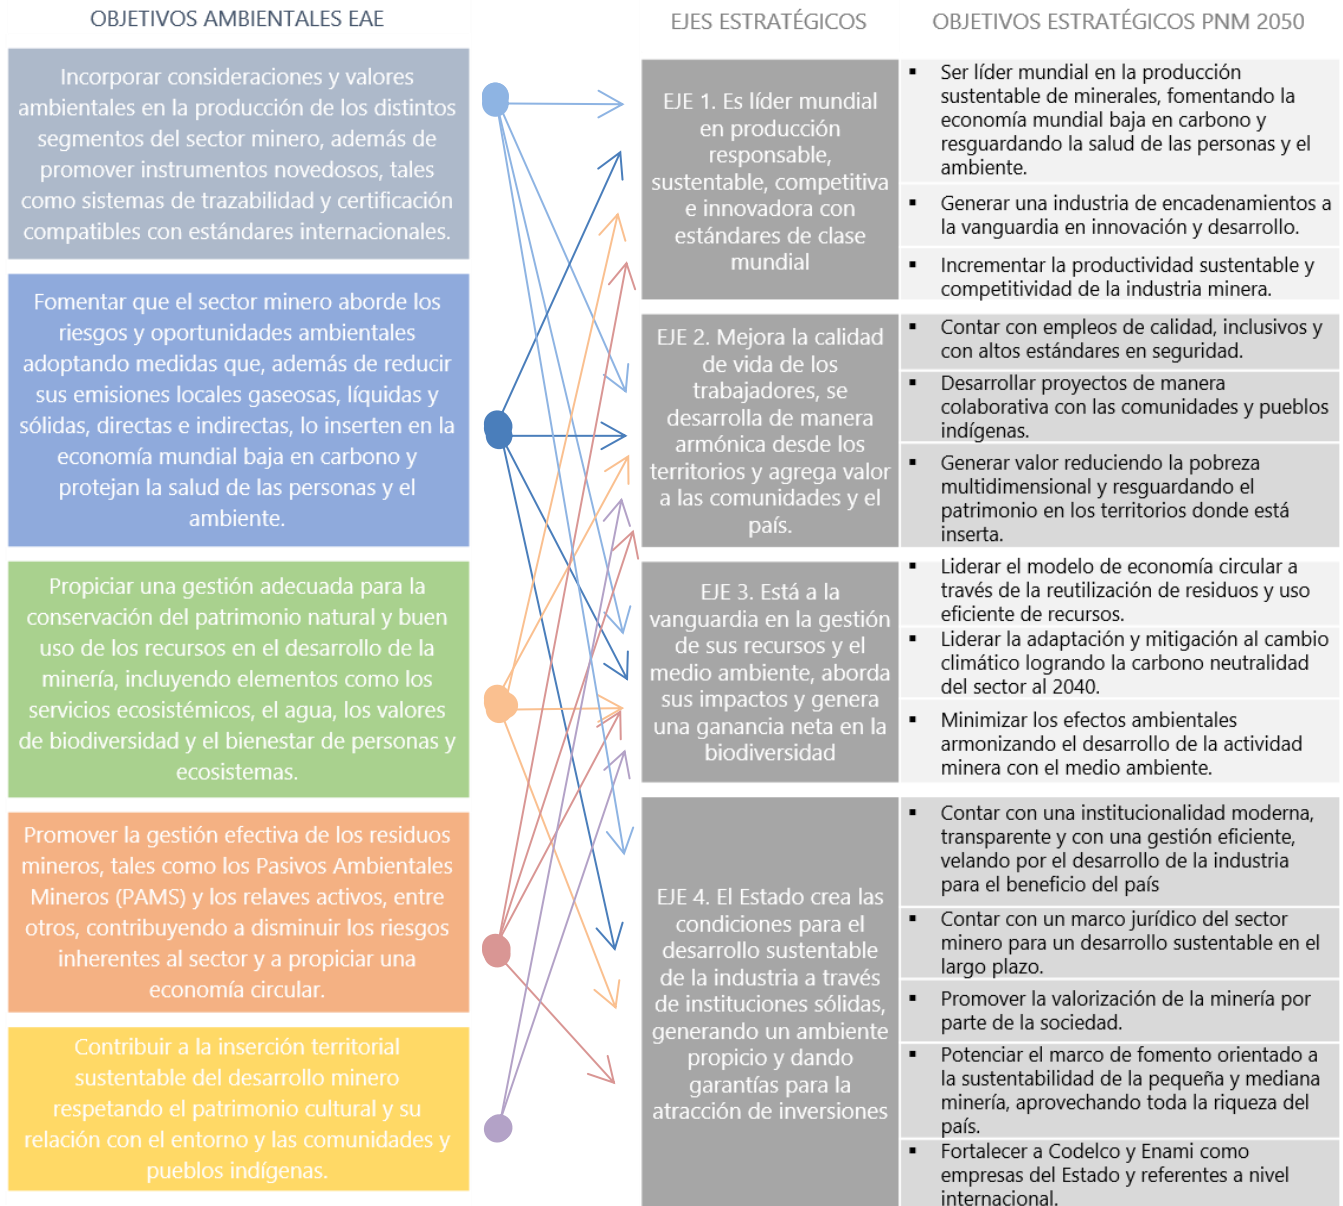 OBJETIVOS AMBIENTALES EAE
Incorporar consideraciones y valores
ambientales en la producción de los distintos
segmentos del sector minero, además de
promover instrumentos novedosos, tales
como sistemas de trazabilidad y certificación
compatibles con estándares internacionales.
Fomentar que el sector minero aborde los
riesgos y oportunidades ambientales
adoptando medidas que, además de reducir
sus emisiones locales gaseosas, líquidas y
sólidas, directas e indirectas, lo inserten en la
economía mundial baja en carbono y
protejan la salud de las personas y el
ambiente.
Propiciar una gestión adecuada para la
conservación del patrimonio natural y buen
uso de los recursos en el desarrollo de la
minería, incluyendo elementos como los
servicios ecosistémicos, el agua, los valores
de biodiversidad y el bienestar de personas y
ecosistemas.
Promover la gestión efectiva de los residuos
mineros, tales como los Pasivos Ambientales
Mineros (PAMS) y los relaves activos, entre
otros, contribuyendo a disminuir los riesgos
inherentes al sector y a propiciar una
economía circular.
Contribuir a la inserción territorial
sustentable del desarrollo minero
respetando el patrimonio cultural y su
relación con el entorno y las comunidades y
pueblos indígenas.
EJES ESTRATÉGICOS
EJE 1. Es líder mundial
en producción
responsable,
sustentable, competitiva
e innovadora con
estándares de clase
mundial
EJE 2. Mejora la calidad
de vida de los
trabajadores, se
desarrolla de manera
armónica desde los
territorios y agrega valor
a las comunidades y el
país.
EJE 3. Está a la
vanguardia en la gestión
de sus recursos y el
medio ambiente, aborda
sus impactos y genera
una ganancia neta en la
biodiversidad
EJE 4. El Estado crea las
condiciones para el
desarrollo sustentable
de la industria a través
de instituciones sólidas,
generando un ambiente
propicio y dando
garantías para la
atracción de inversiones
OBJETIVOS ESTRATÉGICOS PNM 2050
▪ Ser líder mundial en la producción
sustentable de minerales, fomentando la
economía mundial baja en carbono y
resguardando la salud de las personas y el
ambiente.
▪ Generar una industria de encadenamientos a
la vanguardia en innovación y desarrollo.
▪ Incrementar la productividad sustentable y
competitividad de la industria minera.
▪ Contar con empleos de calidad, inclusivos y
con altos estándares en seguridad.
▪ Desarrollar proyectos de manera
colaborativa con las comunidades y pueblos
indígenas.
▪ Generar valor reduciendo la pobreza
multidimensional y resguardando el
patrimonio en los territorios donde está
inserta.
▪ Liderar el modelo de economía circular a
través de la reutilización de residuos y uso
eficiente de recursos.
▪ Liderar la adaptación y mitigación al cambio
climático logrando la carbono neutralidad
del sector al 2040.
▪ Minimizar los efectos ambientales
armonizando el desarrollo de la actividad
minera con el medio ambiente.
▪ Contar con una institucionalidad moderna,
transparente y con una gestión eficiente,
velando por el desarrollo de la industria
para el beneficio del país
▪ Contar con un marco jurídico del sector
minero para un desarrollo sustentable en el
largo plazo.
▪ Promover la valorización de la minería por
parte de la sociedad.
▪ Potenciar el marco de fomento orientado a
la sustentabilidad de la pequeña y mediana
minería, aprovechando toda la riqueza del
país.
▪ Fortalecer a Codelco y Enami como
empresas del Estado y referentes a nivel
internacional.